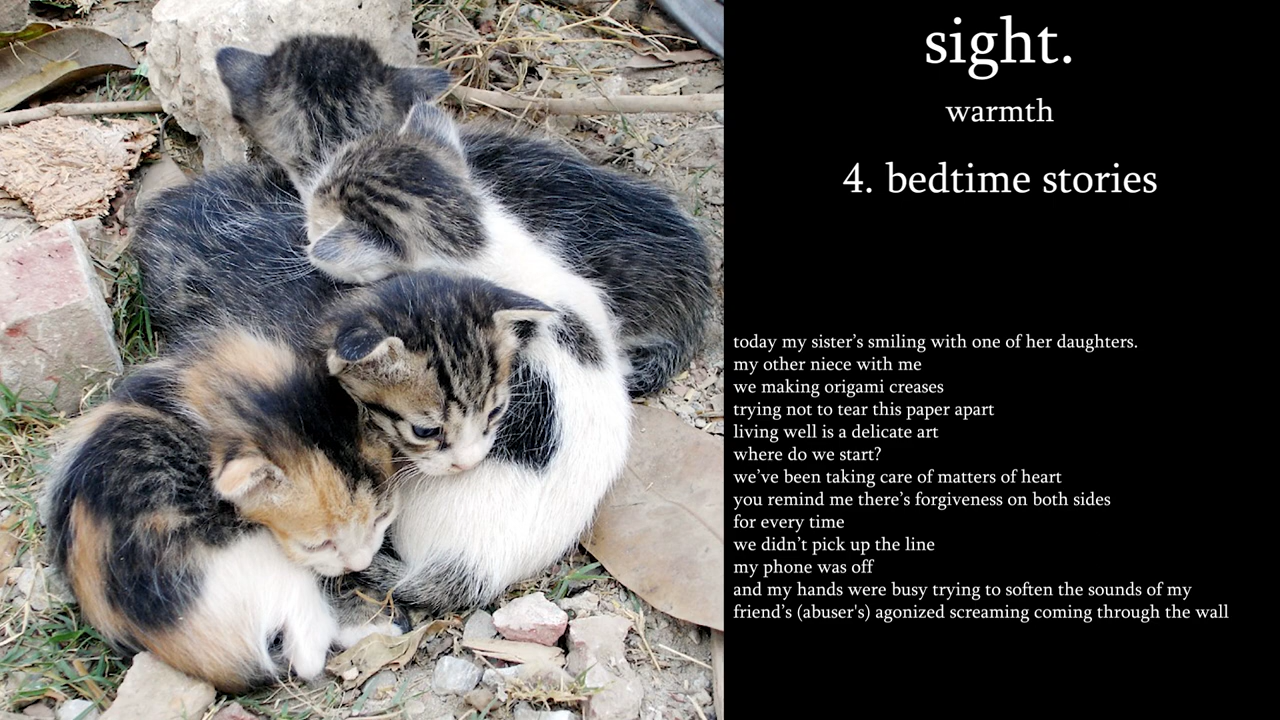 sight.
warmth
4. bedtime stories
today my sister’s smiling with one of her daughters.
my other niece with me
we making origami creases
trying not to tear this paper apart
living well is a delicate art
where do we start?
we’ve been taking care of matters of heart
you remind me there’s forgiveness on both sides
for every time
we didn’t pick up the line
my phone was off
and my hands were busy trying to soften the sounds of my
friend’s (abuser's) agonized screaming coming through the wall